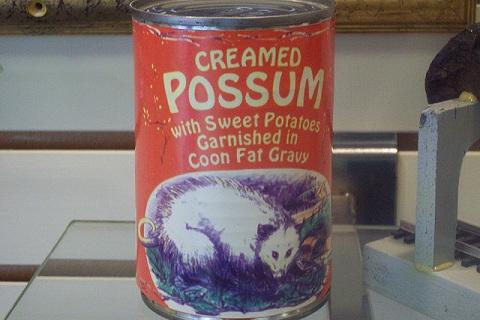 CREAMED
POSSUM
with Sweet Potatoes
Garnished in
Coon Fat Gravy